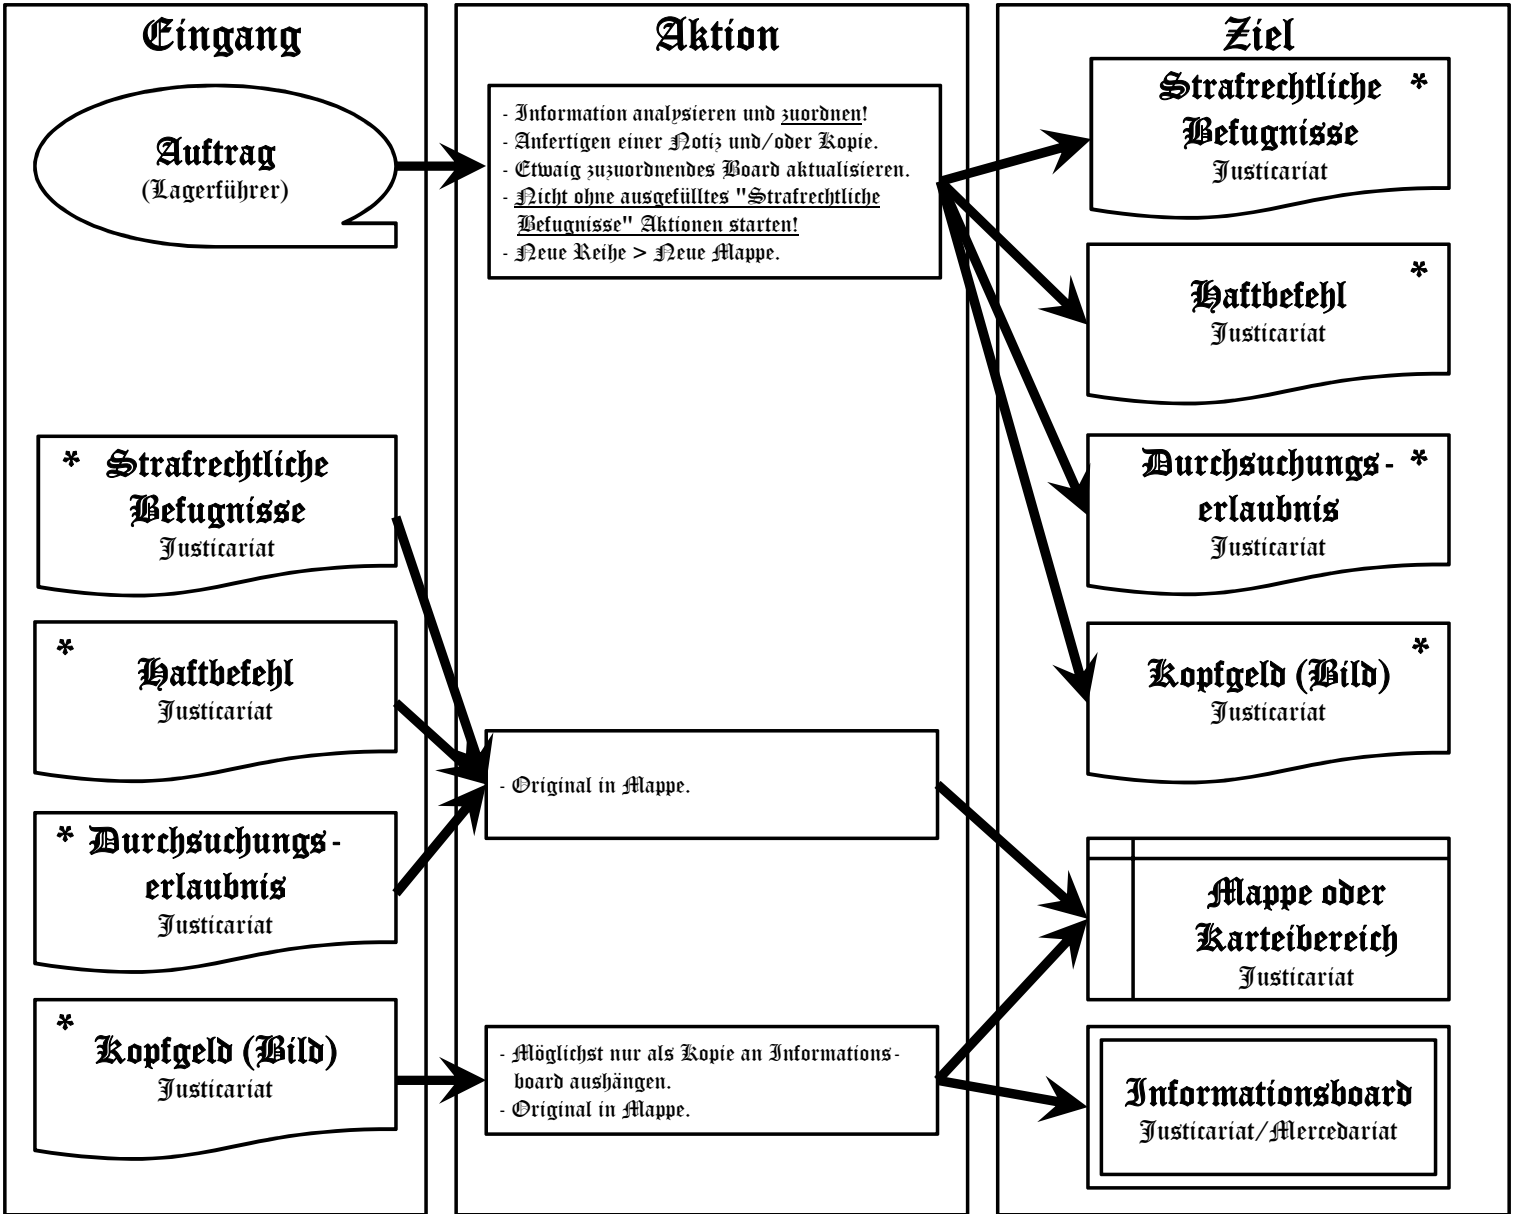 Eingang
Auftrag
(Lagerführer)
* Strafrechtliche
Befugnisse
Justicariat
*
Haftbefehl
Justicariat
* Durchsuchungs-
erlaubnis
Justicariat
*
Kopfgeld (Bild)
Justicariat
Aktion
- Information analysieren und zuordnen!
- Anfertigen einer Notiz und/oder Kopie.
- Etwaig zuzuordnendes Board aktualisieren.
- Nicht ohne ausgefülltes "Strafrechtliche
Befugnisse" Aktionen starten!
- Neue Reihe > Neue Mappe.
- Original in Mappe.
- Möglichst nur als Kopie an Informations-
board aushängen.
- Original in Mappe.
Ziel
Strafrechtliche *
Befugnisse
Justicariat
*
Haftbefehl
Justicariat
Durchsuchungs- *
erlaubnis
Justicariat
*
Kopfgeld (Bild)
Justicariat
Mappe oder
Karteibereich
Justicariat
Informationsboard
Justicariat/Mercedariat